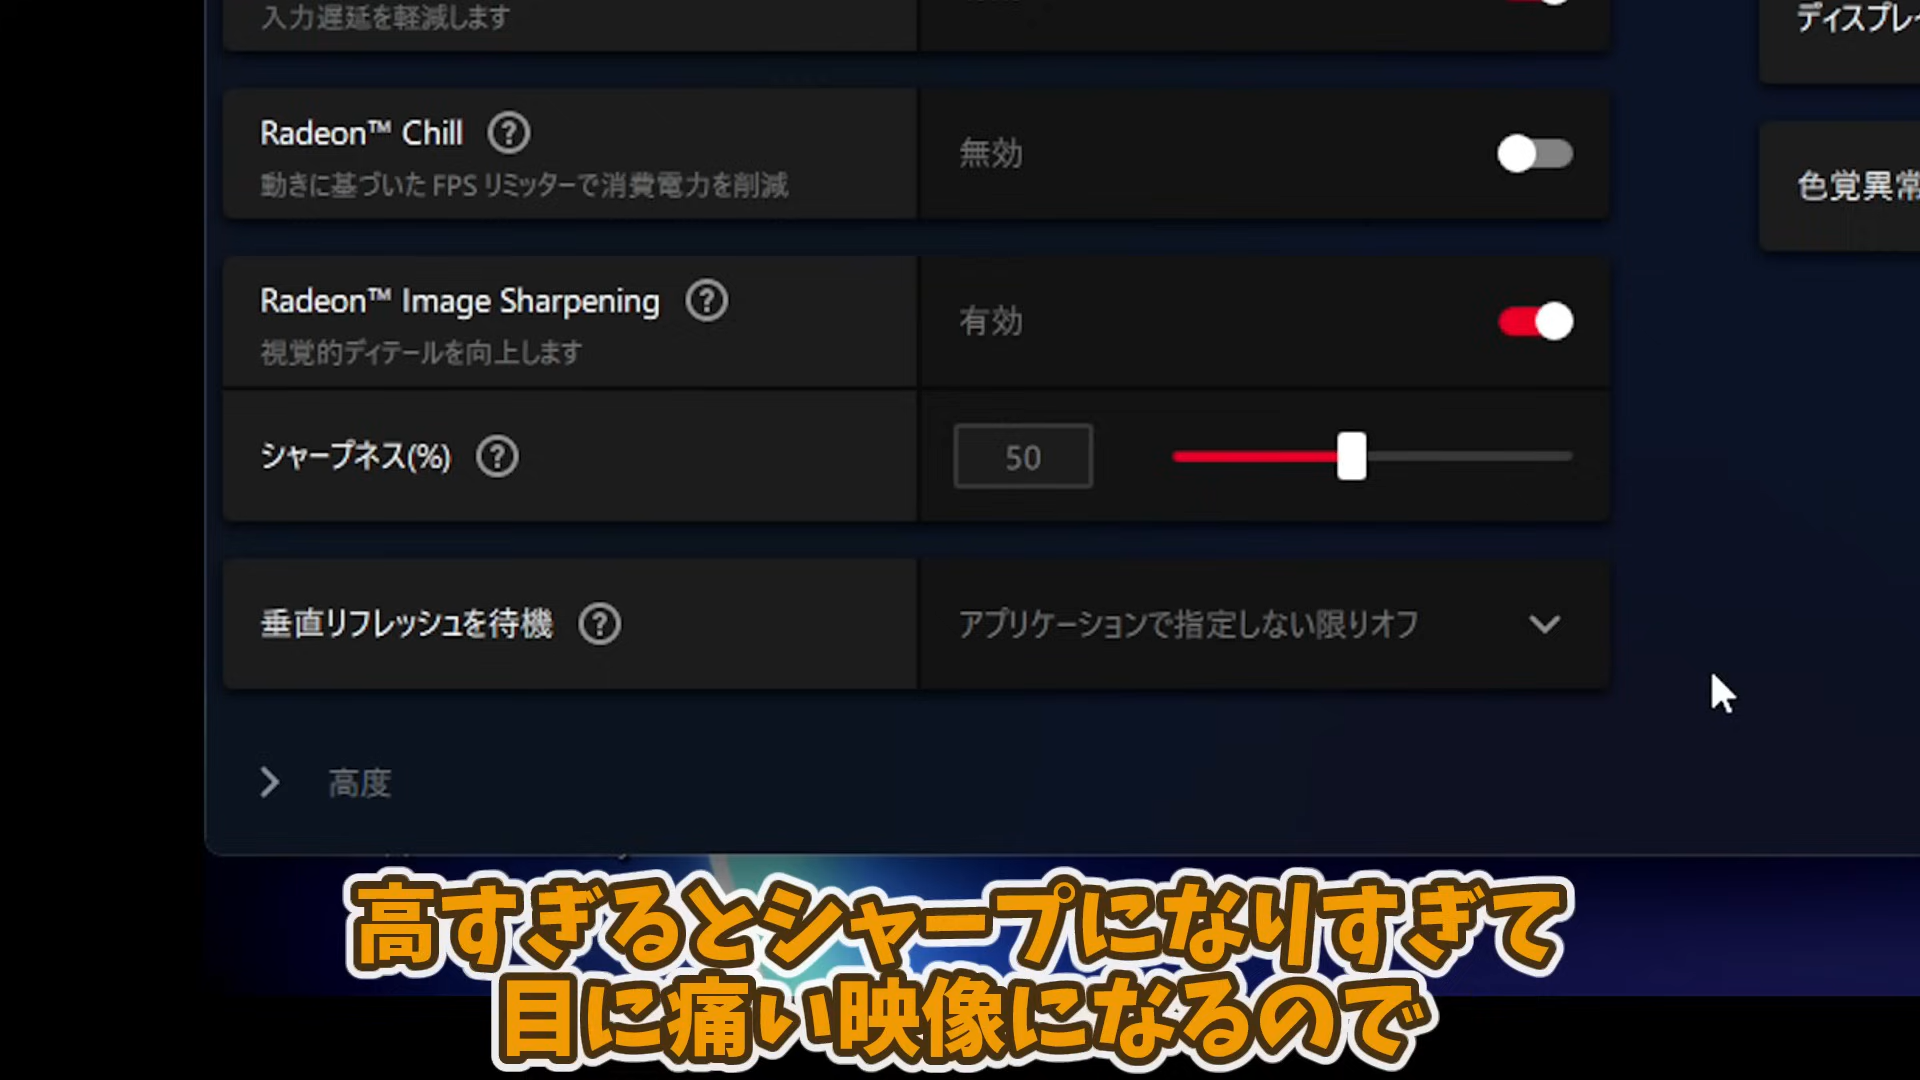 入力遅延を軽減します
ディスプレイ
Radeon™ Chill
動きに基づいた FPS リミッターで消費電力を削減
無効
色覚異常
Radeon™ Image Sharpening
視覚的ディテールを向上します
有効
シャープネス(%)
50
垂直リフレッシュを待機
アプリケーションで指定しない限りオフ
高度
高すぎるとシャープになりすぎて
目に痛い映像になるので